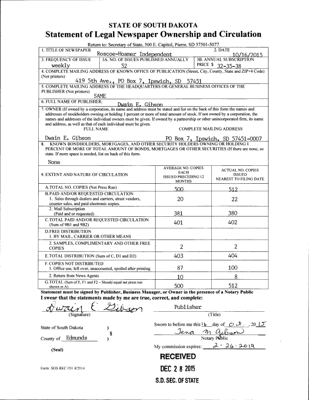 STATE OF SOUTH DAKOTA
Statement of Legal Newspaper Ownership and Circulation
Return to: Secretary of State, 500 E. Capitol, Pierre, SD 57501-5077
1. TITLE OF NEWSPAPER
Roscoe-Hosmer Independent
2. DATE
10/16/2015
3. FREQUENCY OF ISSUE
weekly
3A. NO. OF ISSUES PUBLISHED ANNUALLY
52
3B. ANNUAL SUBSCRIPTION
PRICE $ 32-35-38
4. COMPLETE MAILING ADDRESS OF KNOWN OFFICE OF PUBLICATION (Street, City, County, State and ZIP+4 Code)
(Not printers)
419 5th Ave., PO Box 7, Ipswich, SD 57451
5. COMPLETE MAILING ADDRESS OF THE HEADQUARTERS OR GENERAL BUSINESS OFFICES OF THE
PUBLISHER (Not printers)
SAME
6. FULL NAME OF PUBLISHER:
Dwain E. Gibson
7. OWNER (If owned by a corporation, its name and address must be stated and list on the back of this form the names and
addresses of stockholders owning or holding 1 percent or more of total amount of stock. If not owned by a corporation, the
names and address of the individual owners must be given. If owned by a partnership or other unincorporated firm, its name
and address, as well as that of each individual must be given.
FULL NAME
COMPLETE MAILING ADDRESS
Dwain E. Gibson
PO Box 7, Ipswich, SD 57451-0007
8. KNOWN BONDHOLDERS, MORTGAGES, AND OTHER SECURITY HOLDERS OWNING OR HOLDING 1
PERCENT OR MORE OF TOTAL AMOUNT OF BONDS, MORTGAGES OR OTHER SECURITIES (If there are none, so
state. If more space is needed, list on back of this form.
None
9. EXTENT AND NATURE OF CIRCULATION
AVERAGE NO. COPIES
EACH
ISSUED PRECEDING 12
MONTHS
ACTUAL NO. COPIES
ISSUED
NEAREST TO FILING DATE
A. TOTAL NO. COPIES (Net Press Run)
500
512
B. PAID AND/OR REQUESTED CIRCULATION
1. Sales through dealers and carriers, street vendors,
counter sales, and paid electronic copies.
20
22
2. Mail Subscription
(Paid and or requested)
381
380
C. TOTAL PAID AND/OR REQUESTED CIRCULATION
(Sum of 9B1 and 9B2)
401
402
D. FREE DISTRIBUTION
1. BY MAIL, CARRIER OR OTHER MEANS
2. SAMPLES, COMPLIMENTARY AND OTHER FREE
COPIES
2
2
E. TOTAL DISTRIBUTION (Sum of C, D1 and D2)
403
404
F. COPIES NOT DISTRIBUTED
1. Office use, left over, unaccounted, spoiled after printing
87
100
2. Return from News Agents
10
8
G. TOTAL (Sum of E, F1 and F2 - Should equal net press run
shown in A)
500
512
Statement must be signed by Publisher, Business Manager, or Owner in the presence of a Notary Public
I swear that the statements made by me are true, correct, and complete:
Dwain E Gibson
Publisher
(Signature)
(Title)
State of South Dakota )
§
County of Edmunds )
(Seal)
Sworn to before me this 16 day of Oct, 2015
Jena M Gibson
Notary Public
My commission expires: 2-26-2019
RECEIVED
DEC 28 2015
S.D. SEC. OF STATE